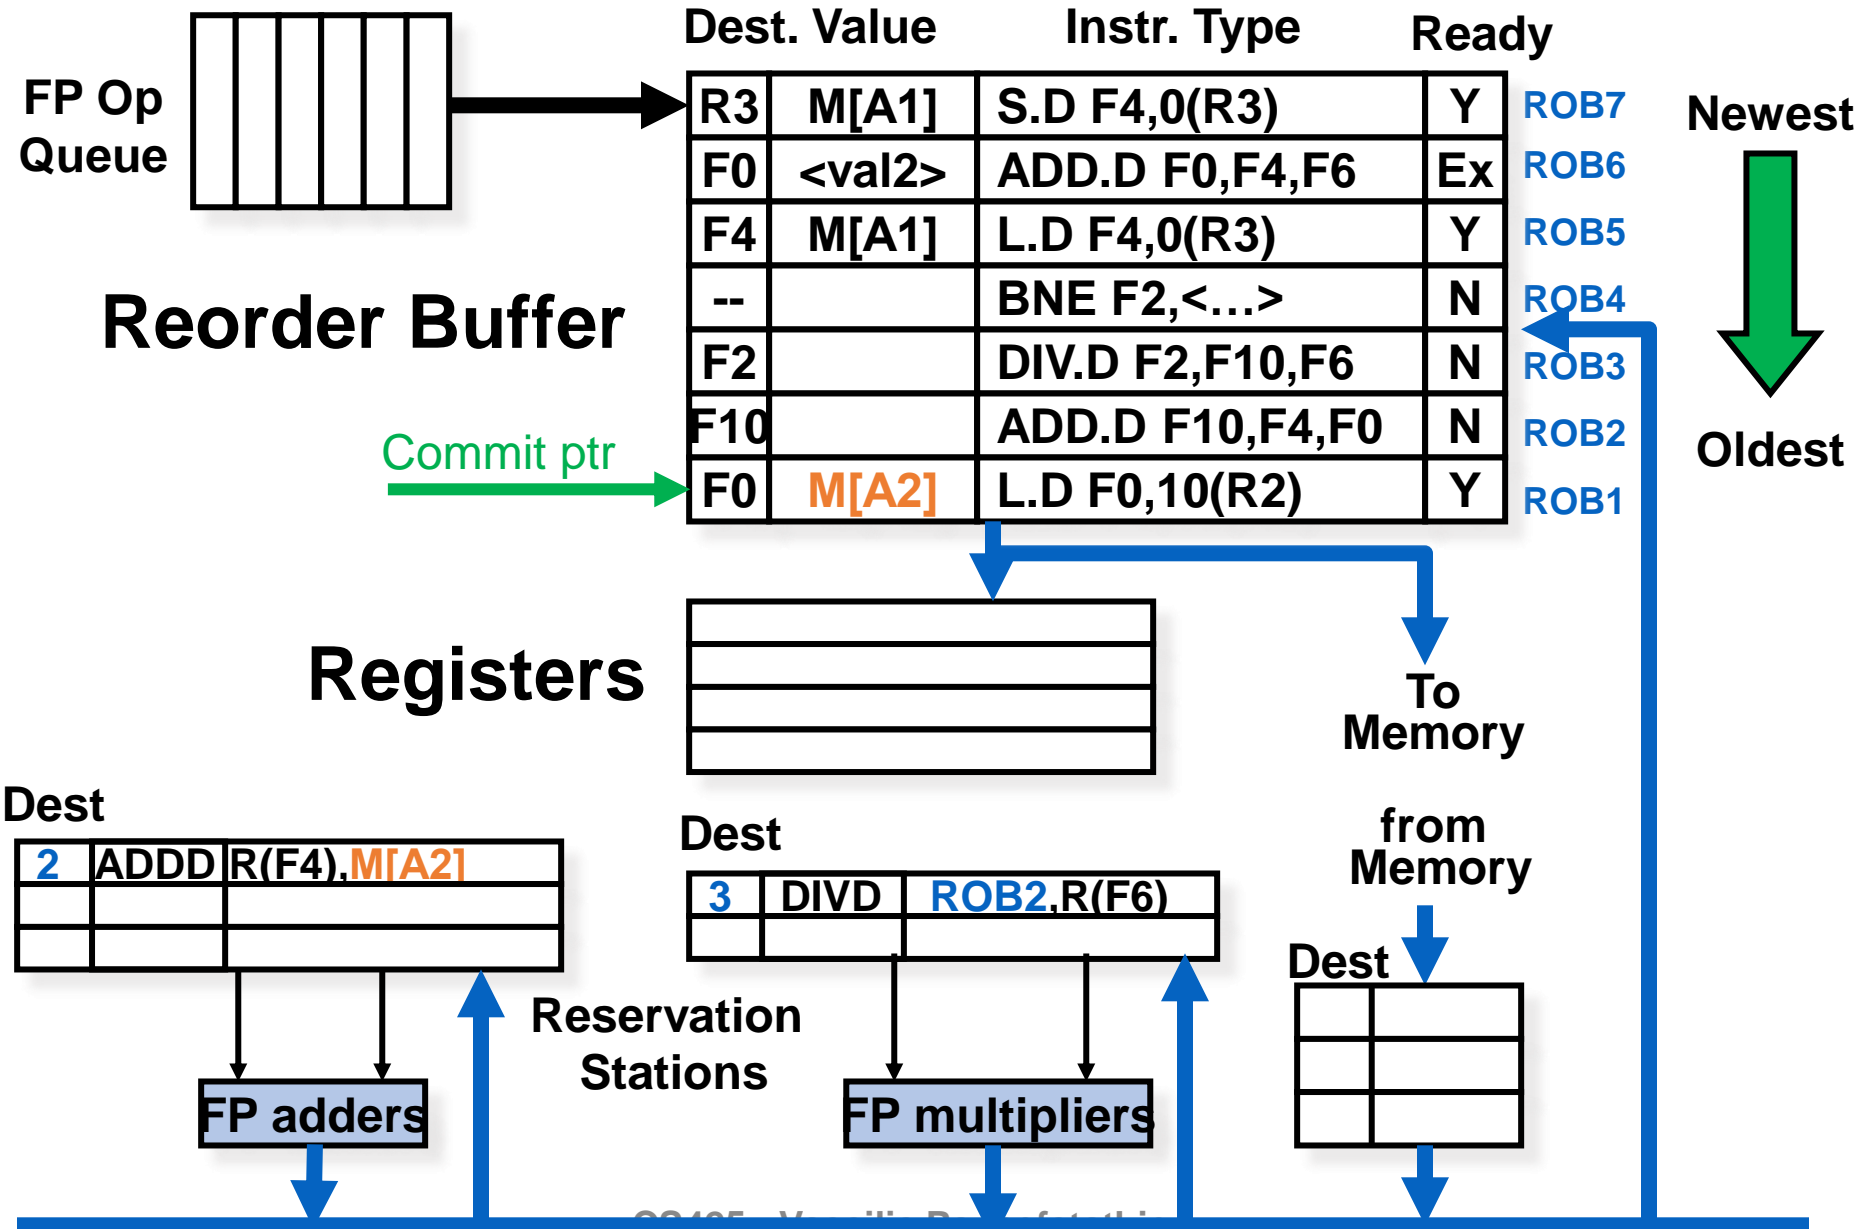 Dest. Value Instr. Type Ready
FP Op
Queue
R3 M[A1] S.D F4,0(R3) Y ROB7
F0 <val2> ADD.D F0,F4,F6 Ex ROB6
F4 M[A1] L.D F4,0(R3) Y ROB5
-- BNE F2,<...> N ROB4
F2 DIV.D F2,F10,F6 N ROB3
F10 ADD.D F10,F4,F0 N ROB2
F0 M[A2] L.D F0,10(R2) Y ROB1
Newest
Oldest
Reorder Buffer
Commit ptr
Registers
To
Memory
Dest
2 ADDD R(F4),M[A2]
Dest
3 DIVD ROB2,R(F6)
from
Memory
Dest
Reservation
Stations
FP adders
FP multipliers